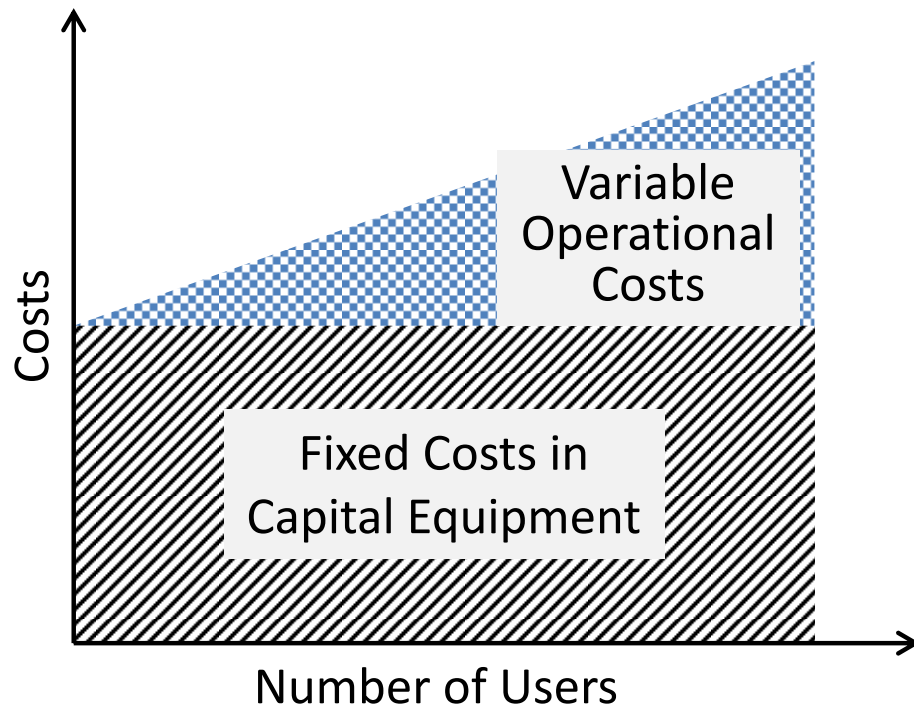 Variable
Operational
Costs
Costs
Fixed Costs in
Capital Equipment
Number of Users